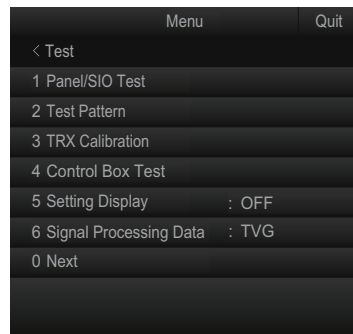 Menu Quit
< Test
1 Panel/SIO Test
2 Test Pattern
3 TRX Calibration
4 Control Box Test
5 Setting Display : OFF
6 Signal Processing Data : TVG
0 Next